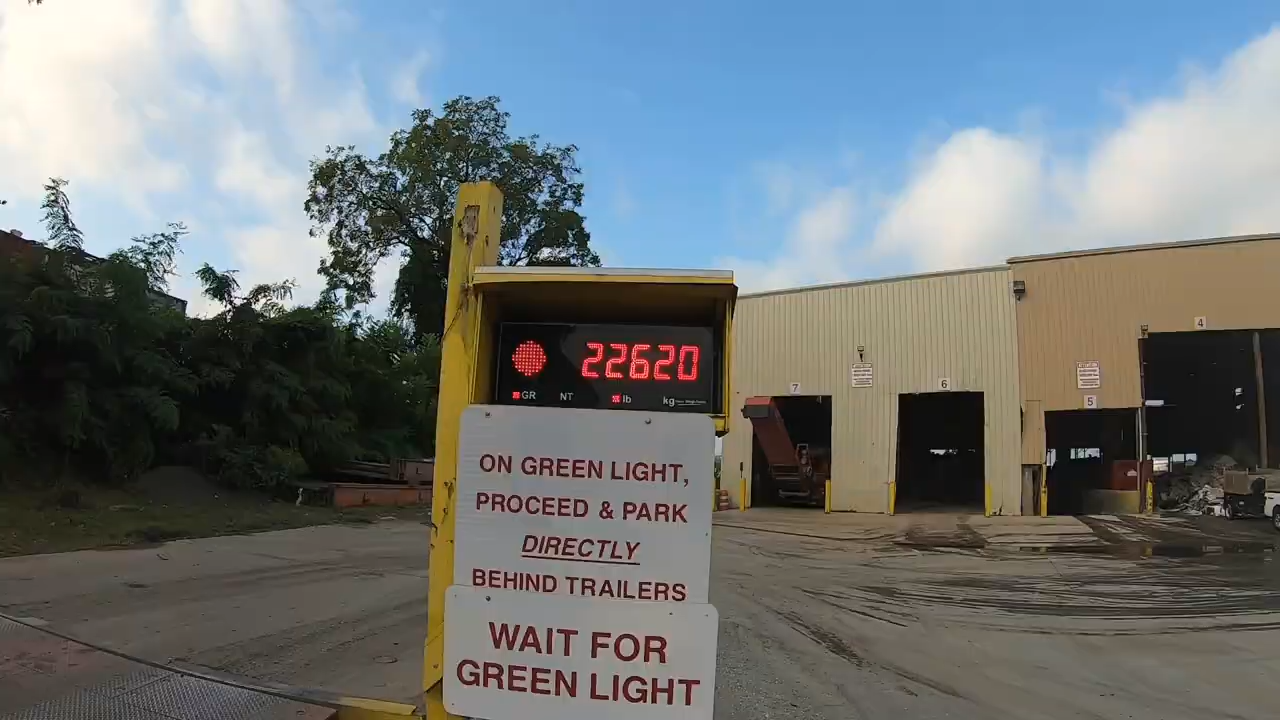 22620
GR NT lb kg
ON GREEN LIGHT,
PROCEED & PARK
DIRECTLY
BEHIND TRAILERS
WAIT FOR
GREEN LIGHT
7
6
5
4